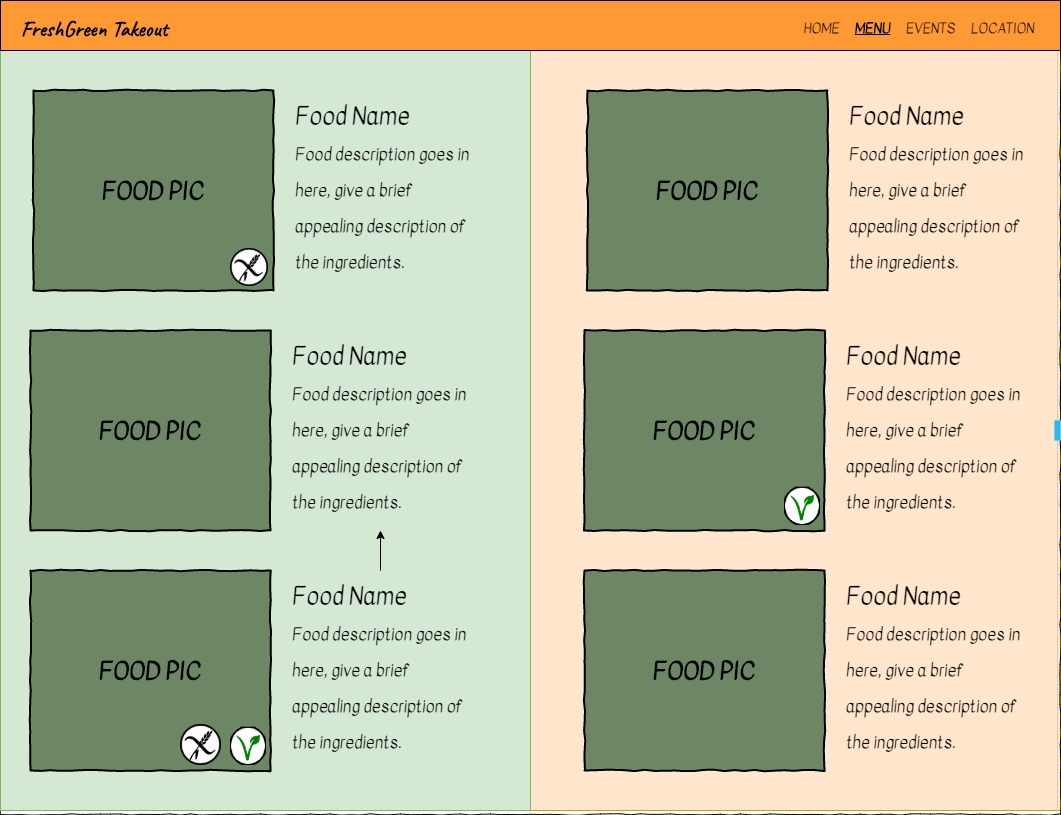 FreshGreen Takeout
HOME MENU EVENTS LOCATION
FOOD PIC
Food Name
Food description goes in
here, give a brief
appealing description of
the ingredients.
FOOD PIC
Food Name
Food description goes in
here, give a brief
appealing description of
the ingredients.
FOOD PIC
Food Name
Food description goes in
here, give a brief
appealing description of
the ingredients.
FOOD PIC
Food Name
Food description goes in
here, give a brief
appealing description of
the ingredients.
FOOD PIC
Food Name
Food description goes in
here, give a brief
appealing description of
the ingredients.
FOOD PIC
Food Name
Food description goes in
here, give a brief
appealing description of
the ingredients.